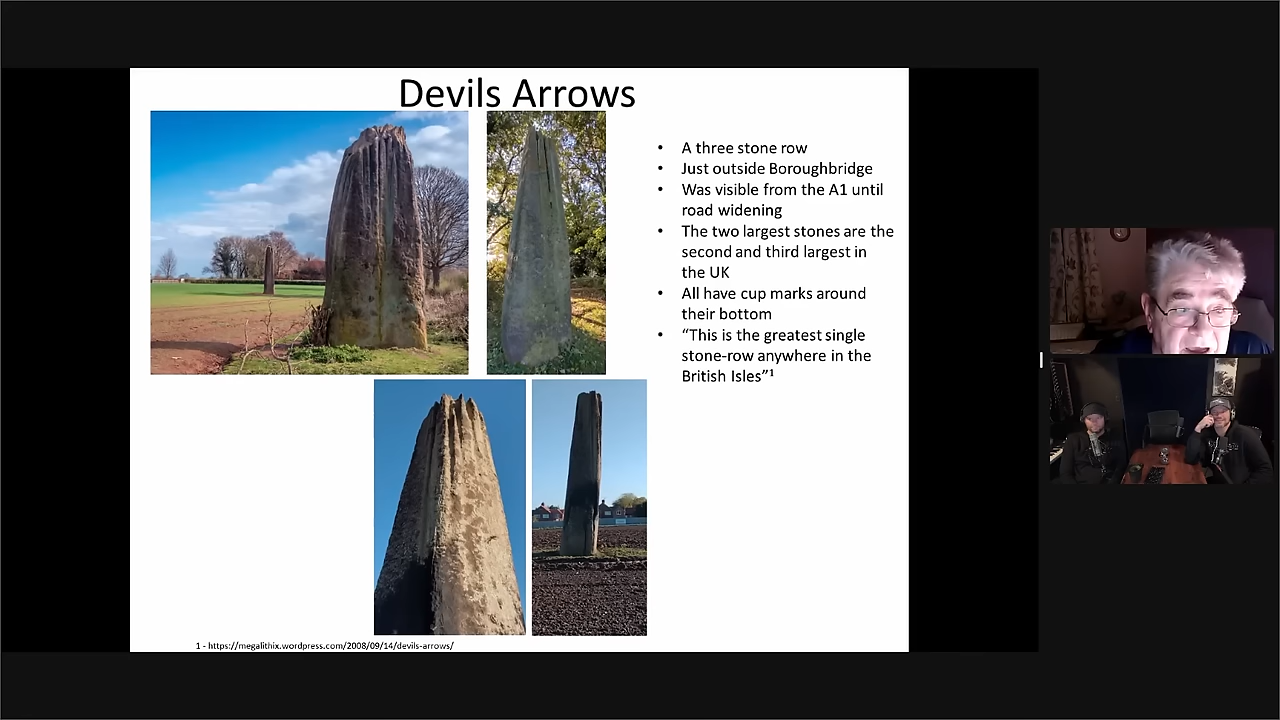 Devils Arrows
• A three stone row
• Just outside Boroughbridge
• Was visible from the A1 until
road widening
• The two largest stones are the
second and third largest in
the UK
• All have cup marks around
their bottom
• “This is the greatest single
stone-row anywhere in the
British Isles”¹
1 - https://megalithix.wordpress.com/2008/09/14/devils-arrows/